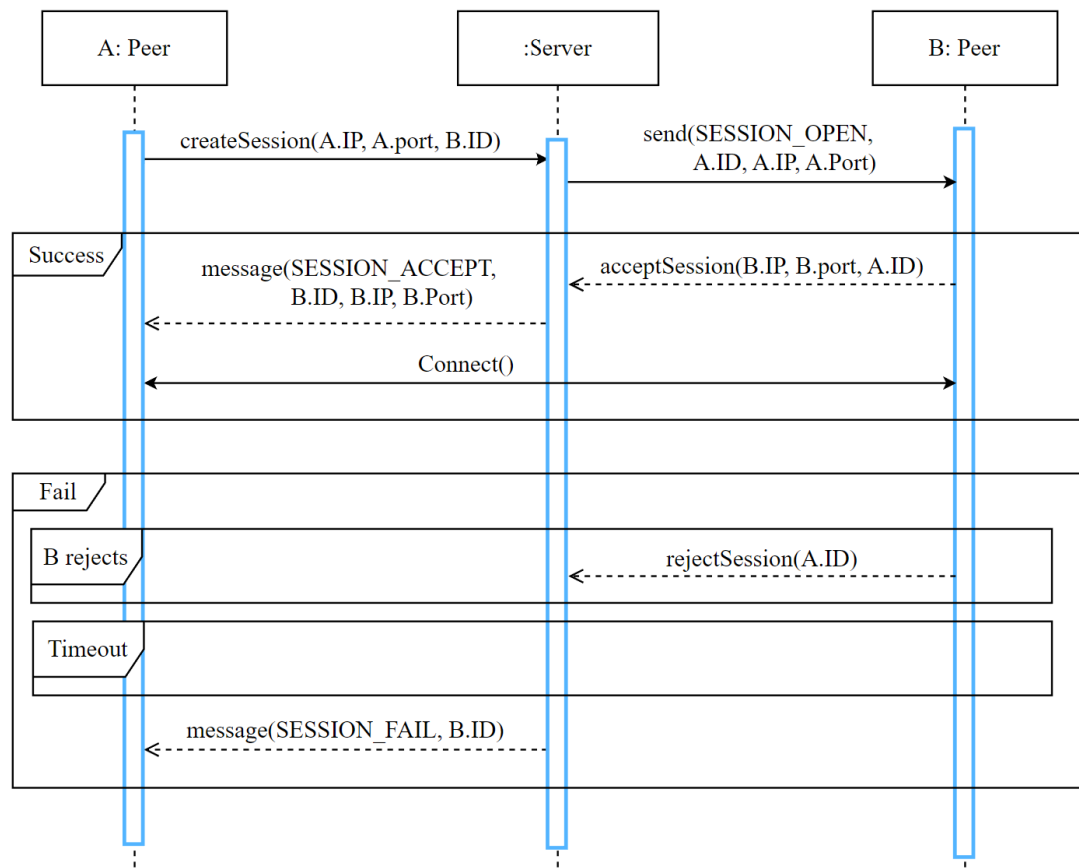 A: Peer
:Server
B: Peer
createSession(A.IP, A.port, B.ID)
send(SESSION_OPEN,
A.ID, A.IP, A.Port)
Success
message(SESSION_ACCEPT,
B.ID, B.IP, B.Port)
acceptSession(B.IP, B.port, A.ID)
Connect()
Fail
B rejects
rejectSession(A.ID)
Timeout
message(SESSION_FAIL, B.ID)